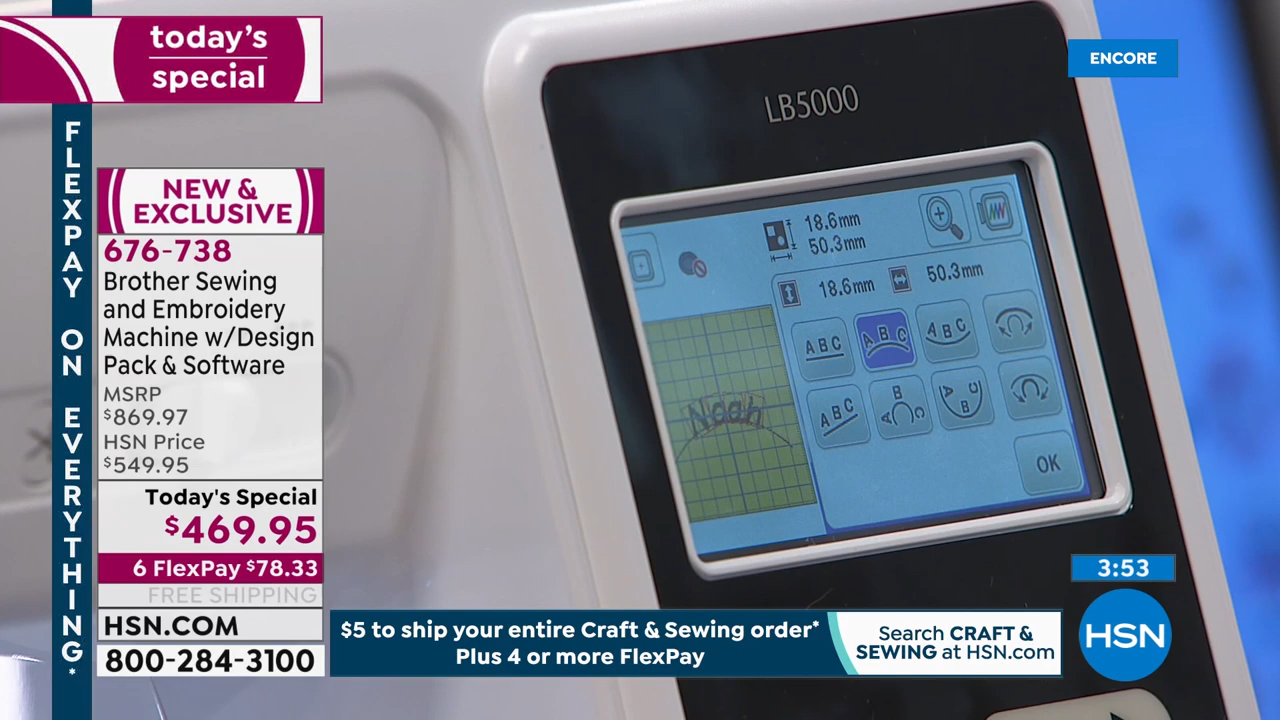 today's
special
ENCORE
FLEXPAY ON EVERYTHING*
NEW &
EXCLUSIVE
676-738
Brother Sewing
and Embroidery
Machine w/Design
Pack & Software
MSRP
$869.97
HSN Price
$549.95
Today's Special
$469.95
6 FlexPay $78.33
FREE SHIPPING
HSN.COM
800-284-3100
LB5000
18.6mm
50.3mm
18.6mm
50.3mm
ABC
ABC
ABC
Noah
ABC
ABC
ABC
OK
3:53
$5 to ship your entire Craft & Sewing order*
Plus 4 or more FlexPay
Search CRAFT &
SEWING at HSN.com
HSN